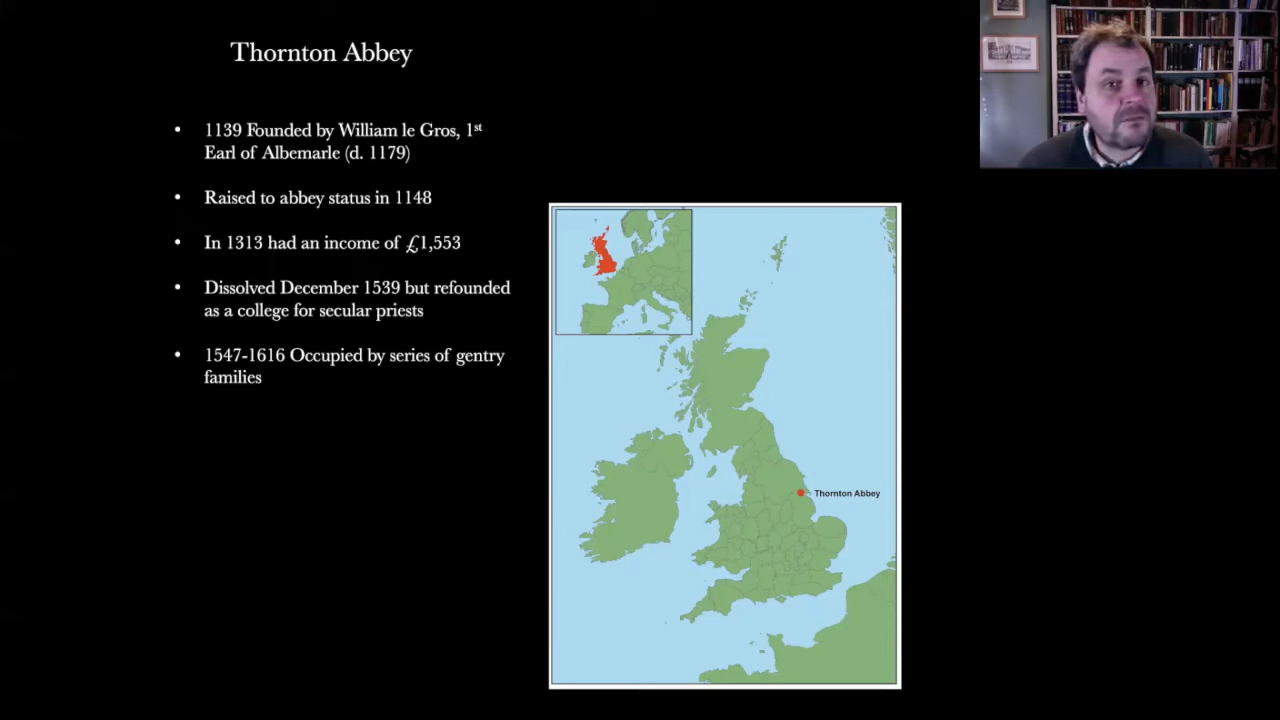 Thornton Abbey
• 1139 Founded by William le Gros, 1st
Earl of Albemarle (d. 1179)
• Raised to abbey status in 1148
• In 1313 had an income of £1,553
• Dissolved December 1539 but refounded
as a college for secular priests
• 1547-1616 Occupied by series of gentry
families
Thornton Abbey